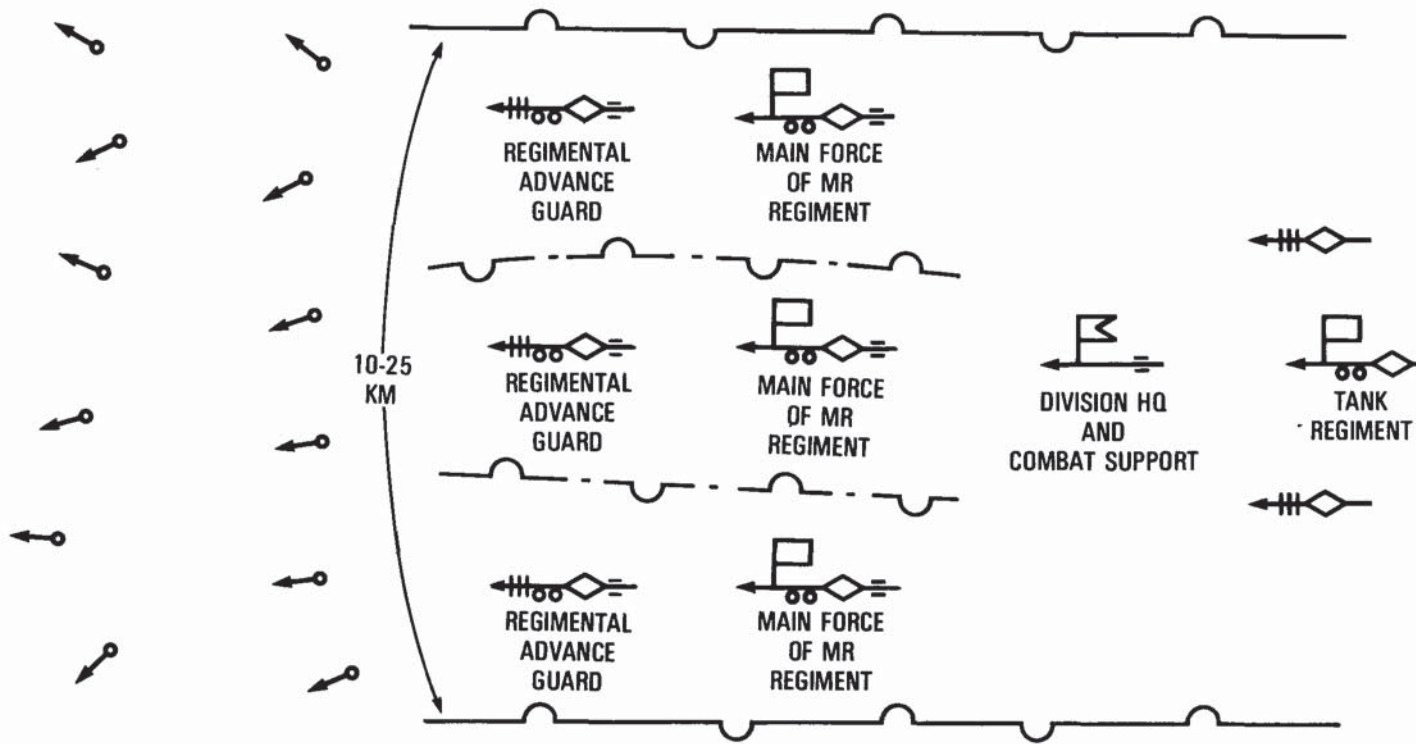 REGIMENTAL
ADVANCE
GUARD
MAIN FORCE
OF MR
REGIMENT
10-25
KM
REGIMENTAL
ADVANCE
GUARD
MAIN FORCE
OF MR
REGIMENT
DIVISION HQ
AND
COMBAT SUPPORT
TANK
REGIMENT
REGIMENTAL
ADVANCE
GUARD
MAIN FORCE
OF MR
REGIMENT